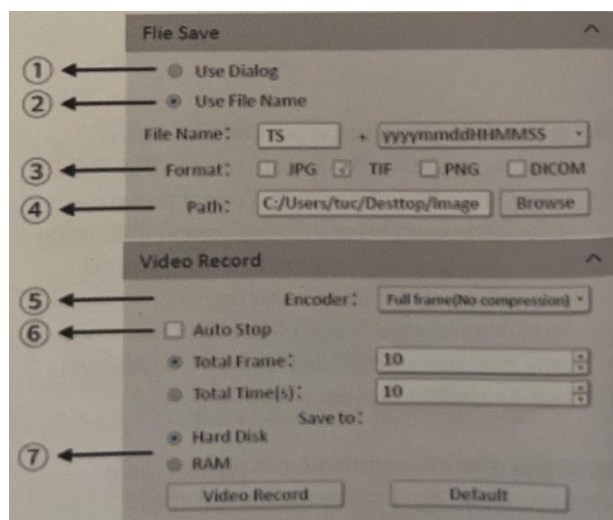 Flie Save
① Use Dialog
② Use File Name
File Name: TS + yyyymmddHHMMSS
③ Format: JPG TIF PNG DICOM
④ Path: C:/Users/tuc/Desttop/Image Browse
Video Record
⑤ Encoder: Full frame(No compression)
⑥ Auto Stop
Total Frame: 10
Total Time(s): 10
Save to:
Hard Disk
⑦ RAM
Video Record Default